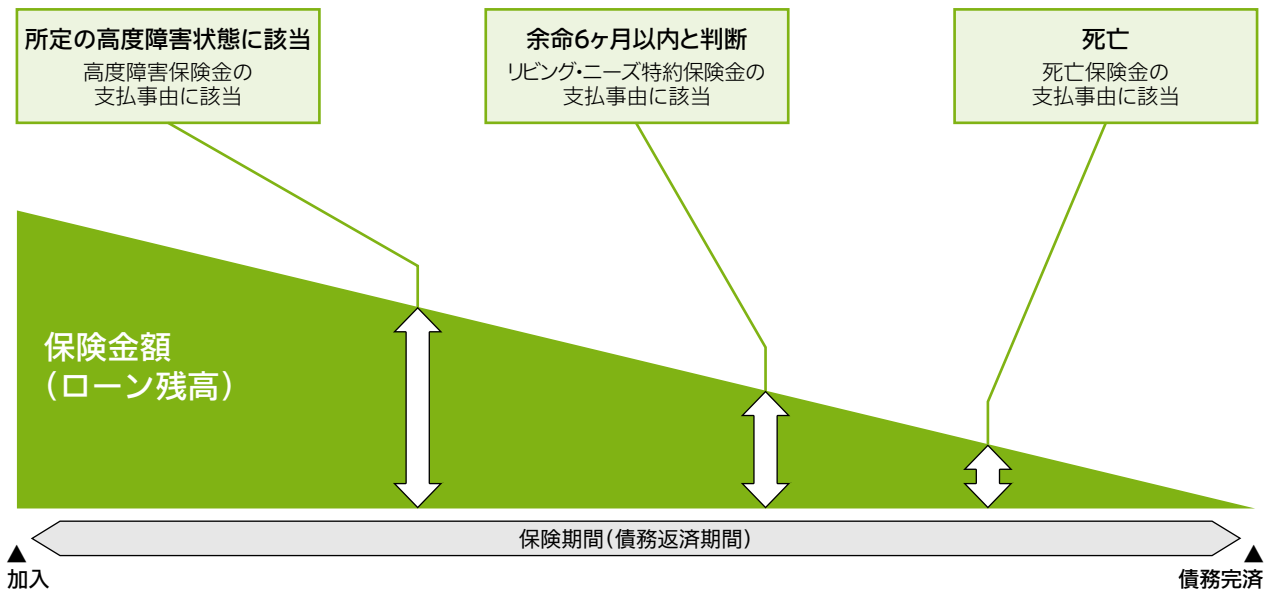 所定の高度障害状態に該当
高度障害保険金の
支払事由に該当
余命6ヶ月以内と判断
リビング・ニーズ特約保険金の
支払事由に該当
死亡
死亡保険金の
支払事由に該当
保険金額
（ローン残高）
保険期間（債務返済期間）
▲
加入
▲
債務完済